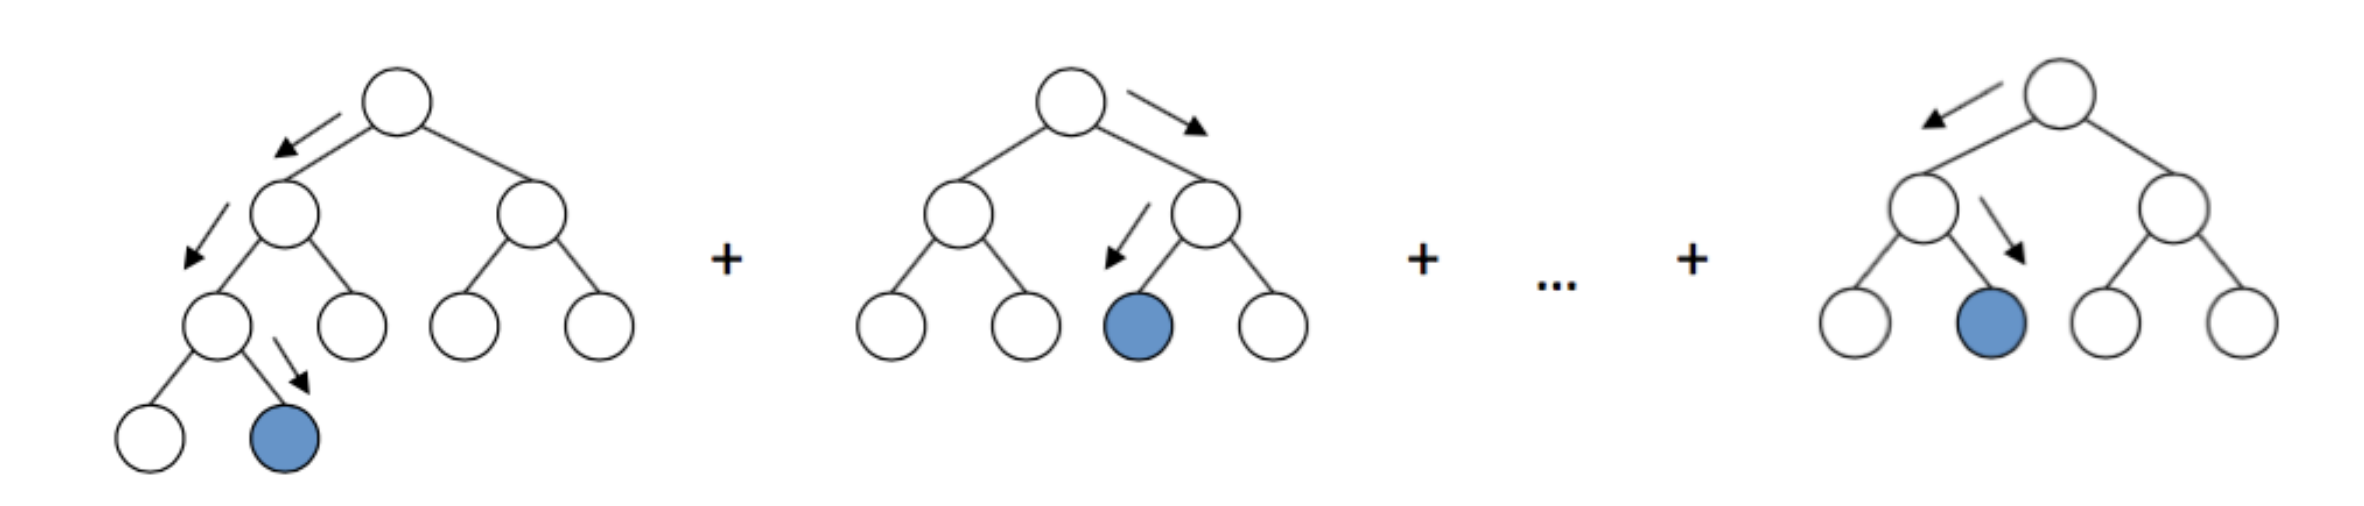 + + ... +